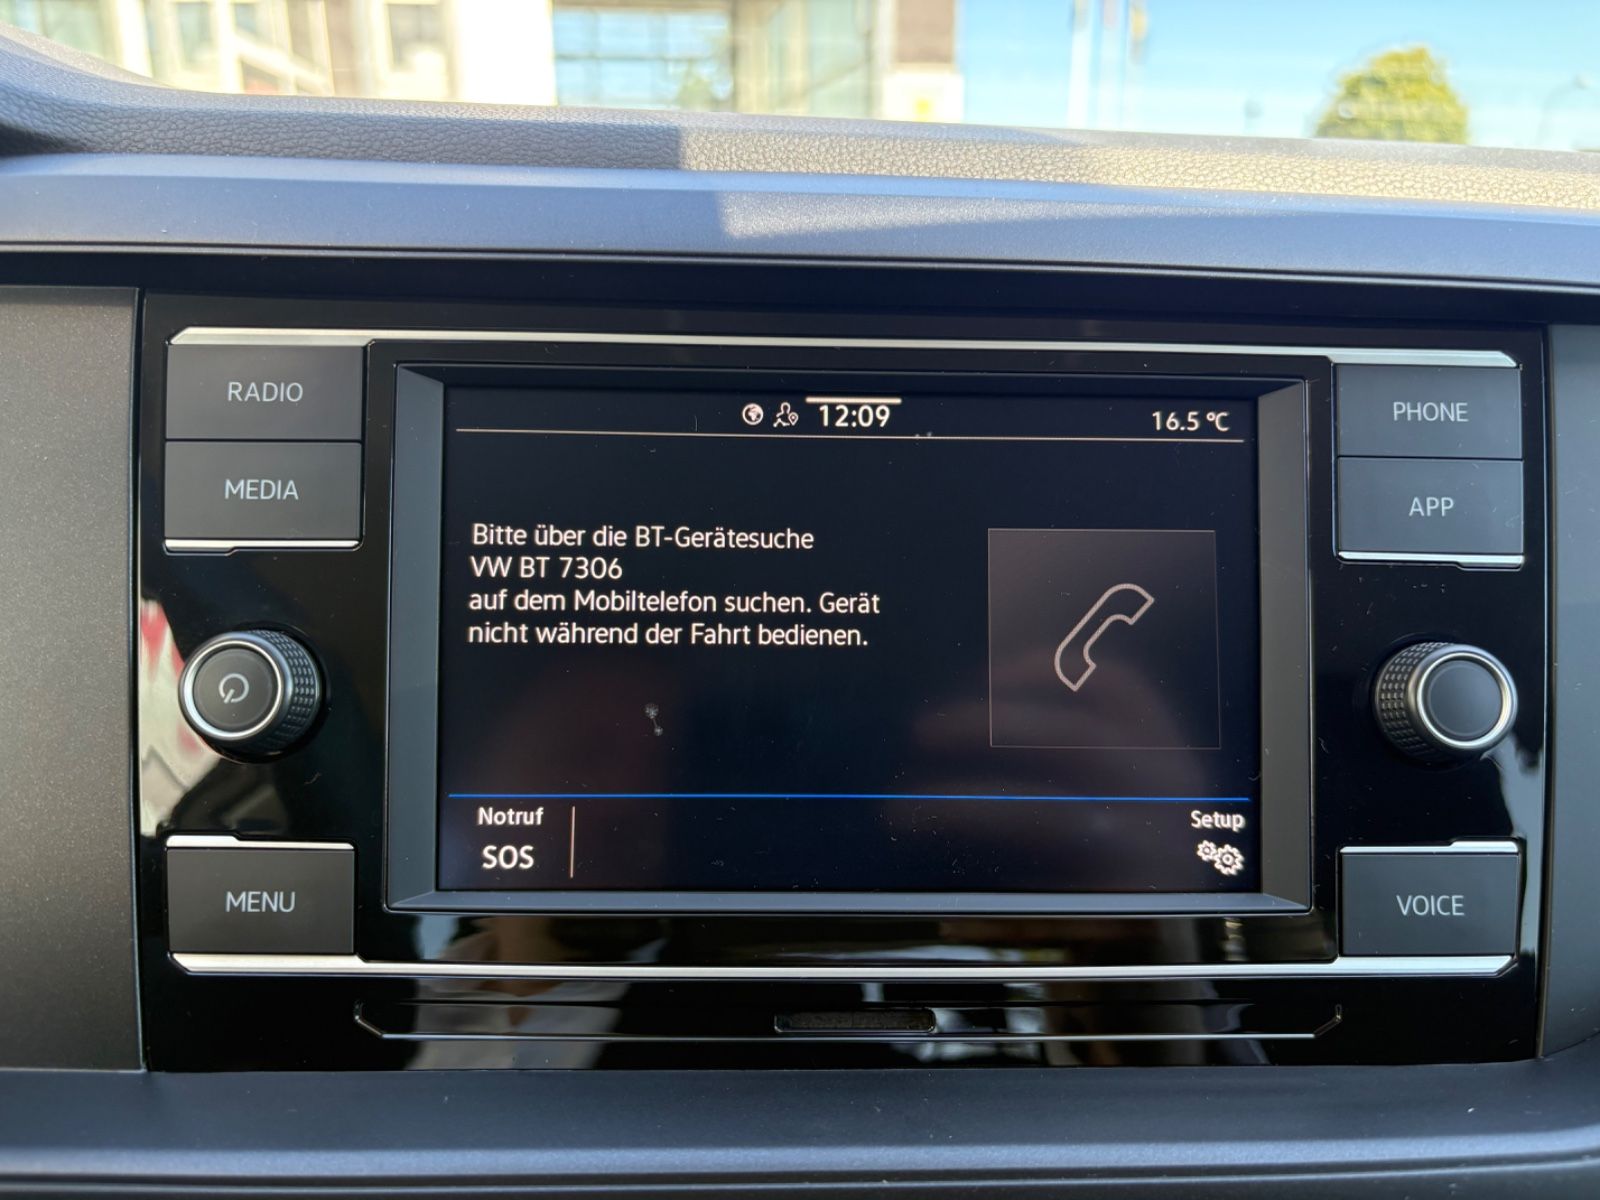 RADIO
MEDIA
MENU
12:09
16.5 °C
Bitte über die BT-Gerätesuche
VW BT 7306
auf dem Mobiltelefon suchen. Gerät
nicht während der Fahrt bedienen.
Notruf
SOS
Setup
PHONE
APP
VOICE